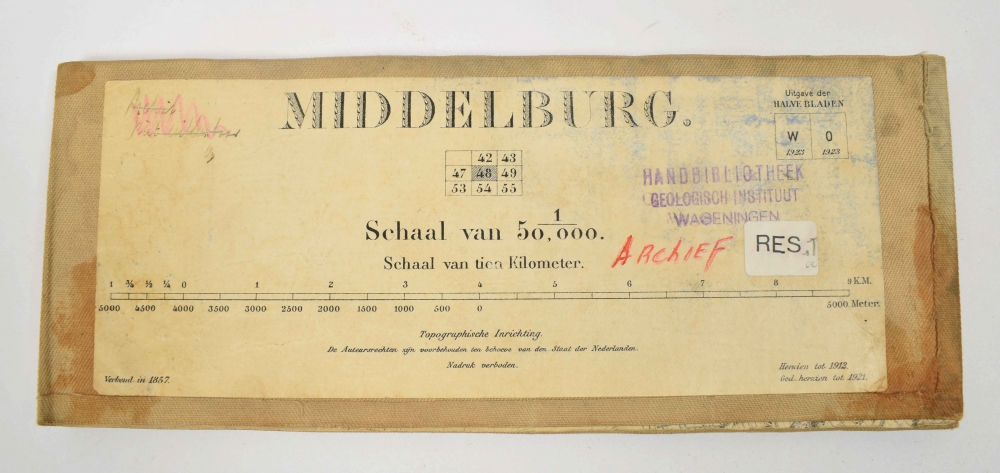 MIDDELBURG.
Uitgave der
HALVE BLADEN
W O
1923 1923
42 43
47 48 49
53 54 55
HANDBIBLIOTHEEK
GEOLOGISCH INSTITUUT
WAGENINGEN
Schaal van 1/50,000.
ARCHIEF
RES.
Schaal van tien Kilometer.
1 ¾ ½ ¼ 0 1 2 3 4 5 6 7 8 9 K.M.
5000 4500 4000 3500 3000 2500 2000 1500 1000 500 0 5000 Meter.
Topographische Inrichting.
De Auteursrechten zijn voorbehouden ten behoeve van den Staat der Nederlanden.
Nadruk verboden.
Verkend in 1857.
Herzien tot 1912.
Ged. herzien tot 1921.